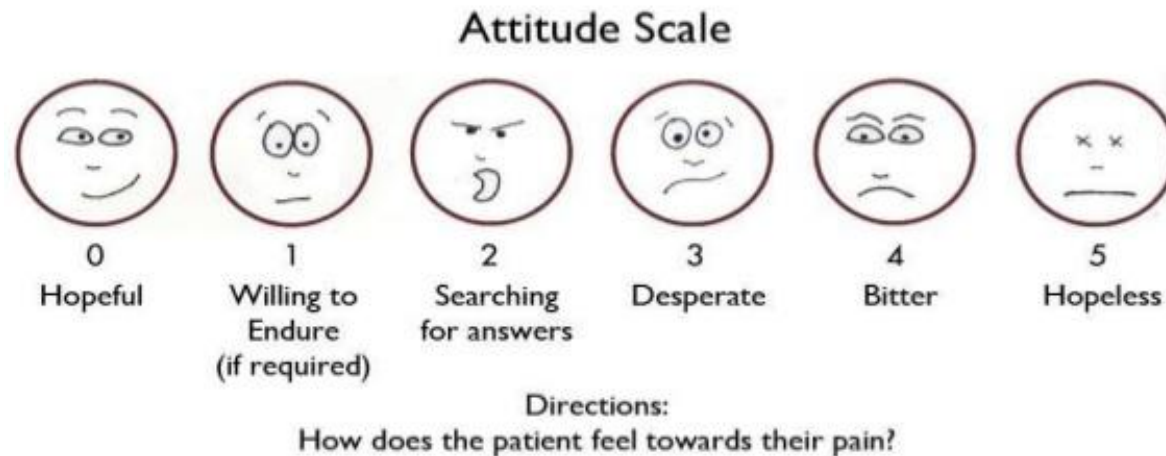 Attitude Scale
0
Hopeful
1
Willing to
Endure
(if required)
2
Searching
for answers
3
Desperate
4
Bitter
5
Hopeless
Directions:
How does the patient feel towards their pain?